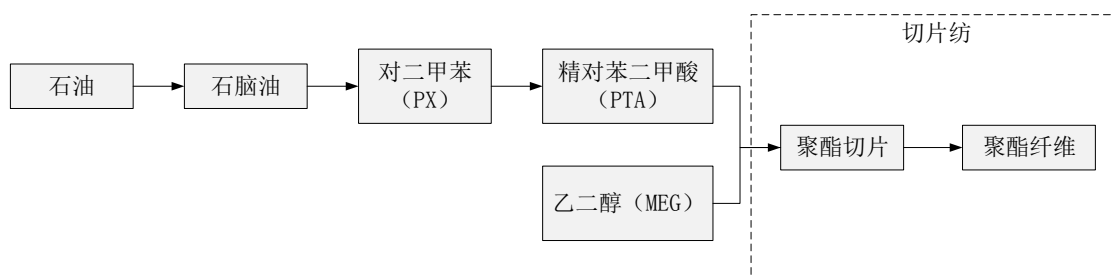 切片纺
石油
石脑油
对二甲苯
（PX）
精对苯二甲酸
（PTA）
乙二醇（MEG）
聚酯切片
聚酯纤维